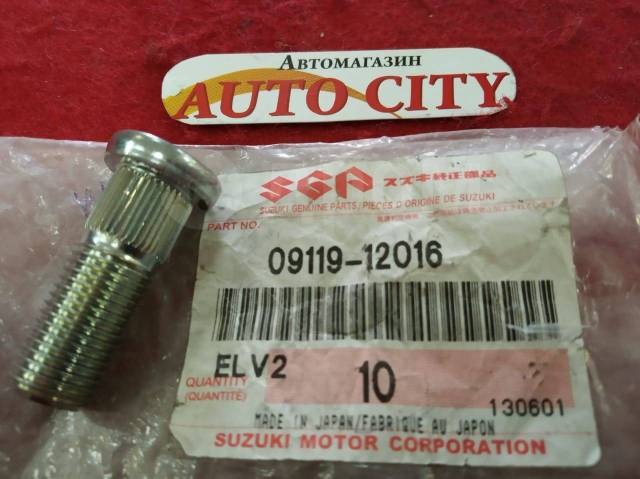 Автомагазин
AUTO CITY
SGP スズキ純正部品
SUZUKI GENUINE PARTS/PIECES D'ORIGINE DE SUZUKI
PART NO.
09119-12016
ELV2
QUANTITY
(QUANTITÉ)
10
130601
MADE IN JAPAN/FABRIQUE AU JAPON
SUZUKI MOTOR CORPORATION